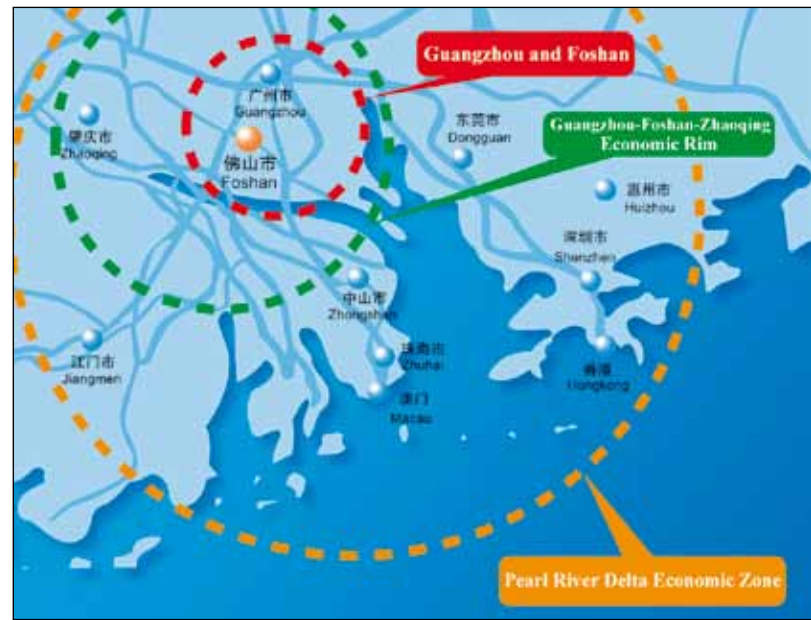 Guangzhou and Foshan
广州市
Guangzhou
东莞市
Dongguan
Guangzhou-Foshan-Zhaoqing
Economic Rim
肇庆市
Zhaoqing
佛山市
Foshan
惠州市
Huizhou
深圳市
Shenzhen
中山市
Zhongshan
珠海市
Zhuhai
香港
Hongkong
江门市
Jiangmen
澳门
Macau
Pearl River Delta Economic Zone